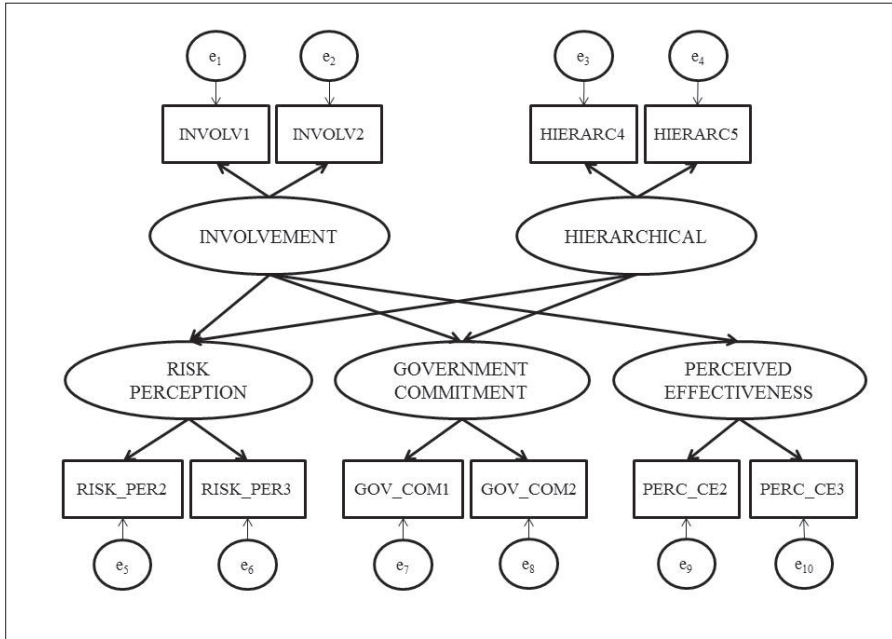 e1
e2
e3
e4
INVOLV1
INVOLV2
HIERARC4
HIERARC5
INVOLVEMENT
HIERARCHICAL
RISK
PERCEPTION
GOVERNMENT
COMMITMENT
PERCEIVED
EFFECTIVENESS
RISK_PER2
RISK_PER3
GOV_COM1
GOV_COM2
PERC_CE2
PERC_CE3
e5
e6
e7
e8
e9
e10